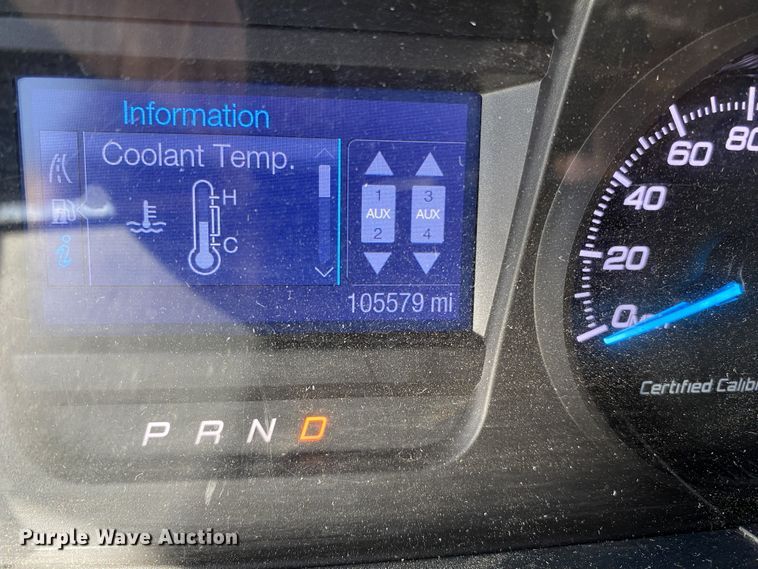 Information
Coolant Temp.
H
C
1 3
AUX AUX
2 4
105579 mi
80
60
40
20
0
Certified Calib
P R N D
Purple Wave Auction®